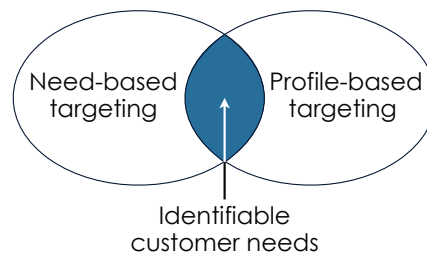 Need-based
targeting
Profile-based
targeting
Identifiable
customer needs